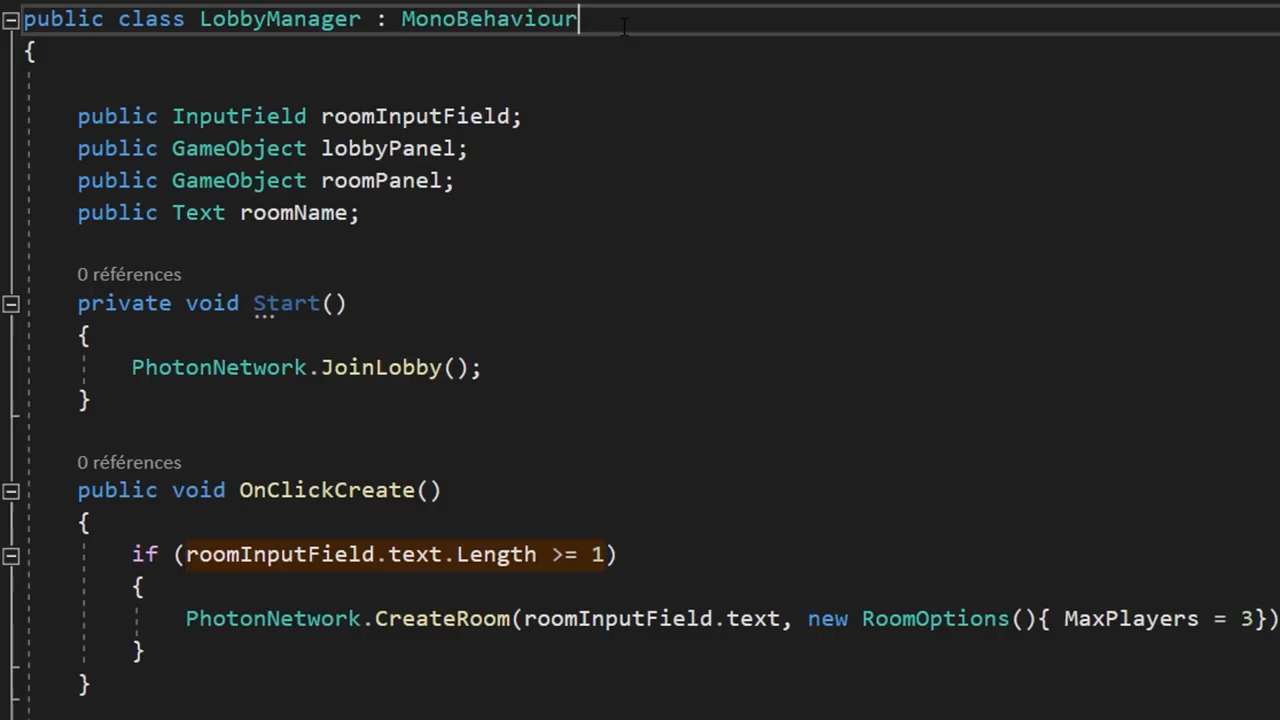 public class LobbyManager : MonoBehaviour
{
public InputField roomInputField;
public GameObject lobbyPanel;
public GameObject roomPanel;
public Text roomName;
0 références
private void Start()
{
PhotonNetwork.JoinLobby();
}
0 références
public void OnClickCreate()
{
if (roomInputField.text.Length >= 1)
{
PhotonNetwork.CreateRoom(roomInputField.text, new RoomOptions(){ MaxPlayers = 3})
}
}